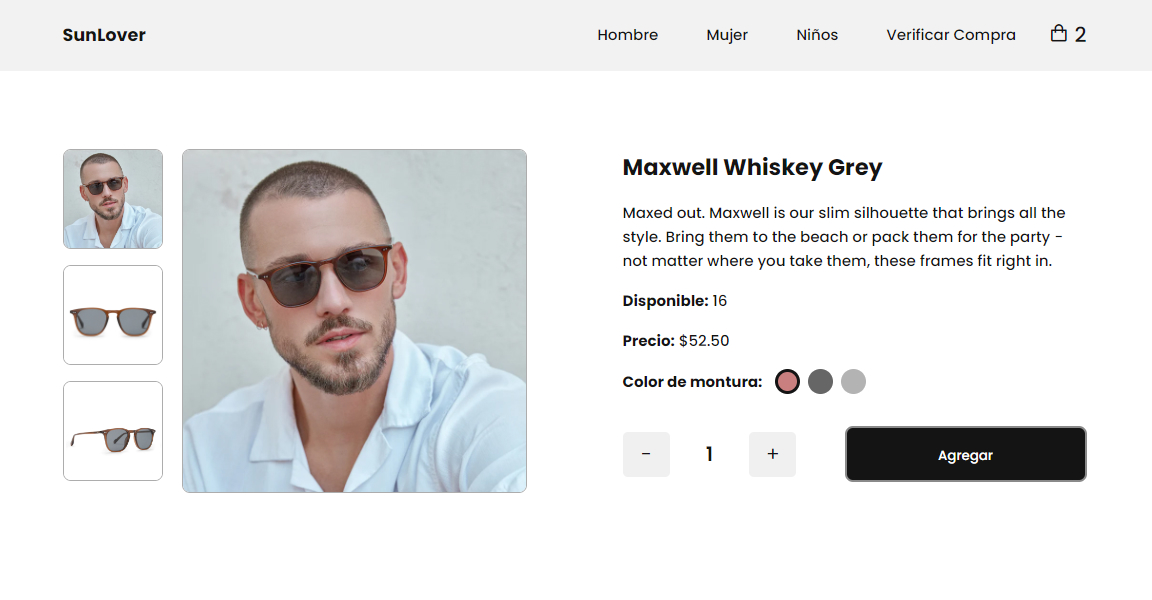 SunLover
Hombre
Mujer
Niños
Verificar Compra
2
Maxwell Whiskey Grey
Maxed out. Maxwell is our slim silhouette that brings all the
style. Bring them to the beach or pack them for the party -
not matter where you take them, these frames fit right in.
Disponible: 16
Precio: $52.50
Color de montura:
- 1 +
Agregar